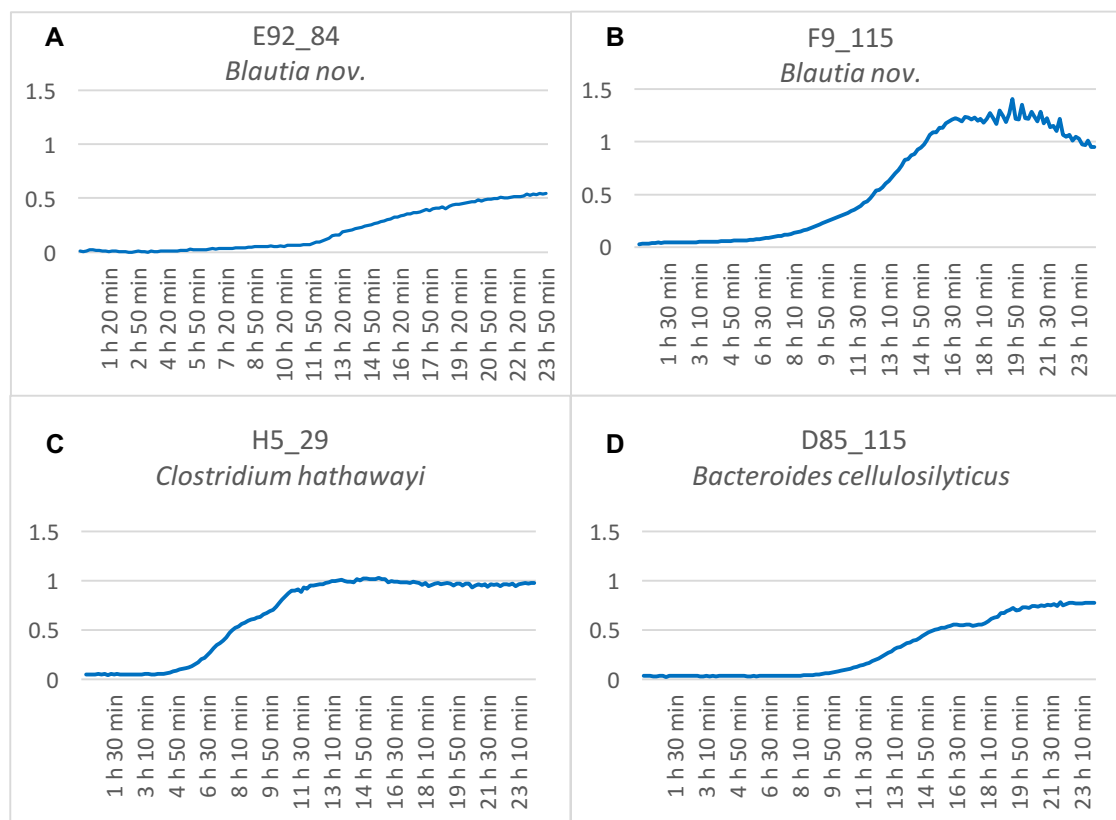 A
E92_84
Blautia nov.
1.5
1
0.5
0
1 h 20 min
2 h 50 min
4 h 20 min
5 h 50 min
7 h 20 min
8 h 50 min
10 h 20 min
11 h 50 min
13 h 20 min
14 h 50 min
16 h 20 min
17 h 50 min
19 h 20 min
20 h 50 min
22 h 20 min
23 h 50 min
B
F9_115
Blautia nov.
1.5
1
0.5
0
1 h 30 min
3 h 10 min
4 h 50 min
6 h 30 min
8 h 10 min
9 h 50 min
11 h 30 min
13 h 10 min
14 h 50 min
16 h 30 min
18 h 10 min
19 h 50 min
21 h 30 min
23 h 10 min
C
H5_29
Clostridium hathawayi
1.5
1
0.5
0
1 h 30 min
3 h 10 min
4 h 50 min
6 h 30 min
8 h 10 min
9 h 50 min
11 h 30 min
13 h 10 min
14 h 50 min
16 h 30 min
18 h 10 min
19 h 50 min
21 h 30 min
23 h 10 min
D
D85_115
Bacteroides cellulosilyticus
1.5
1
0.5
0
1 h 30 min
3 h 10 min
4 h 50 min
6 h 30 min
8 h 10 min
9 h 50 min
11 h 30 min
13 h 10 min
14 h 50 min
16 h 30 min
18 h 10 min
19 h 50 min
21 h 30 min
23 h 10 min